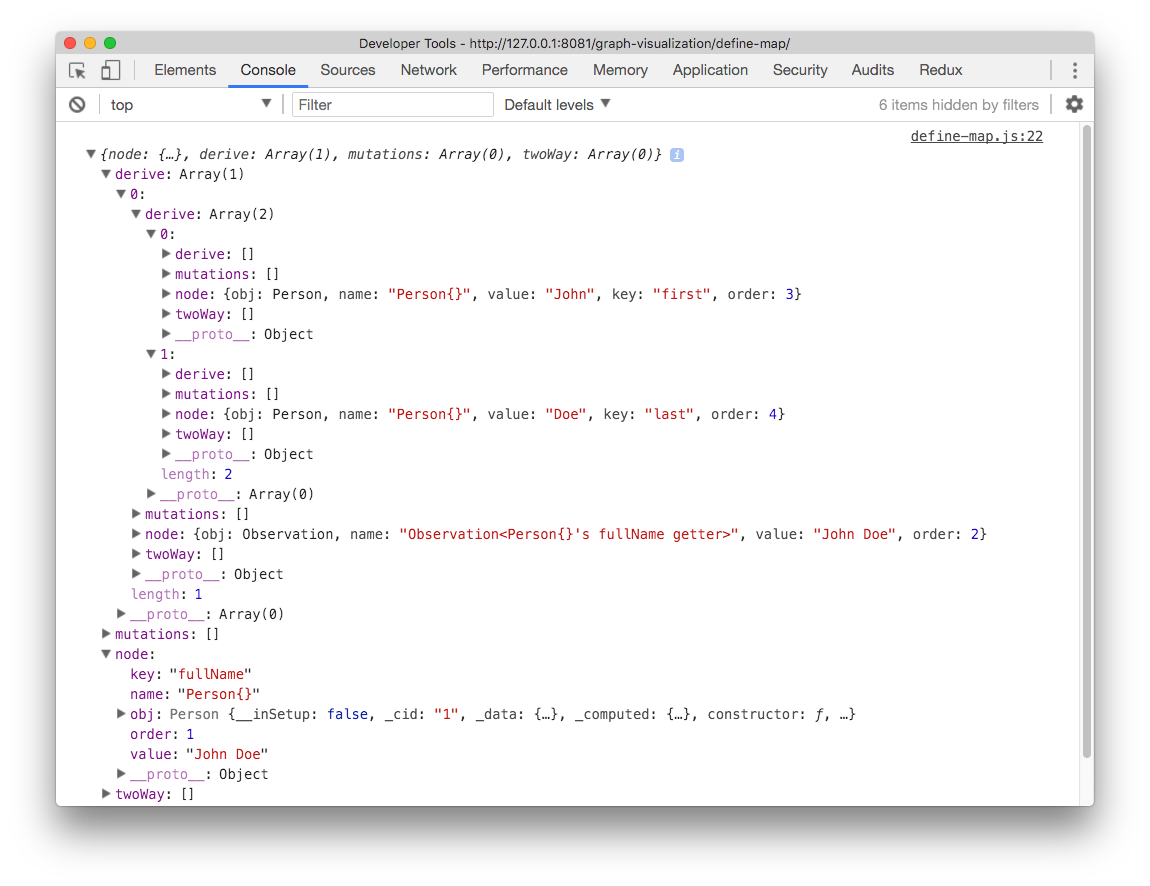 Developer Tools - http://127.0.0.1:8081/graph-visualization/define-map/
Elements Console Sources Network Performance Memory Application Security Audits Redux
top Filter Default levels 6 items hidden by filters
define-map.js:22
{node: {…}, derive: Array(1), mutations: Array(0), twoWay: Array(0)} i
derive: Array(1)
0:
derive: Array(2)
0:
derive: []
mutations: []
node: {obj: Person, name: "Person{}", value: "John", key: "first", order: 3}
twoWay: []
__proto__: Object
1:
derive: []
mutations: []
node: {obj: Person, name: "Person{}", value: "Doe", key: "last", order: 4}
twoWay: []
__proto__: Object
length: 2
__proto__: Array(0)
mutations: []
node: {obj: Observation, name: "Observation<Person{}'s fullName getter>", value: "John Doe", order: 2}
twoWay: []
__proto__: Object
length: 1
__proto__: Array(0)
mutations: []
node:
key: "fullName"
name: "Person{}"
obj: Person {__inSetup: false, _cid: "1", _data: {…}, _computed: {…}, constructor: ƒ, …}
order: 1
value: "John Doe"
__proto__: Object
twoWay: []